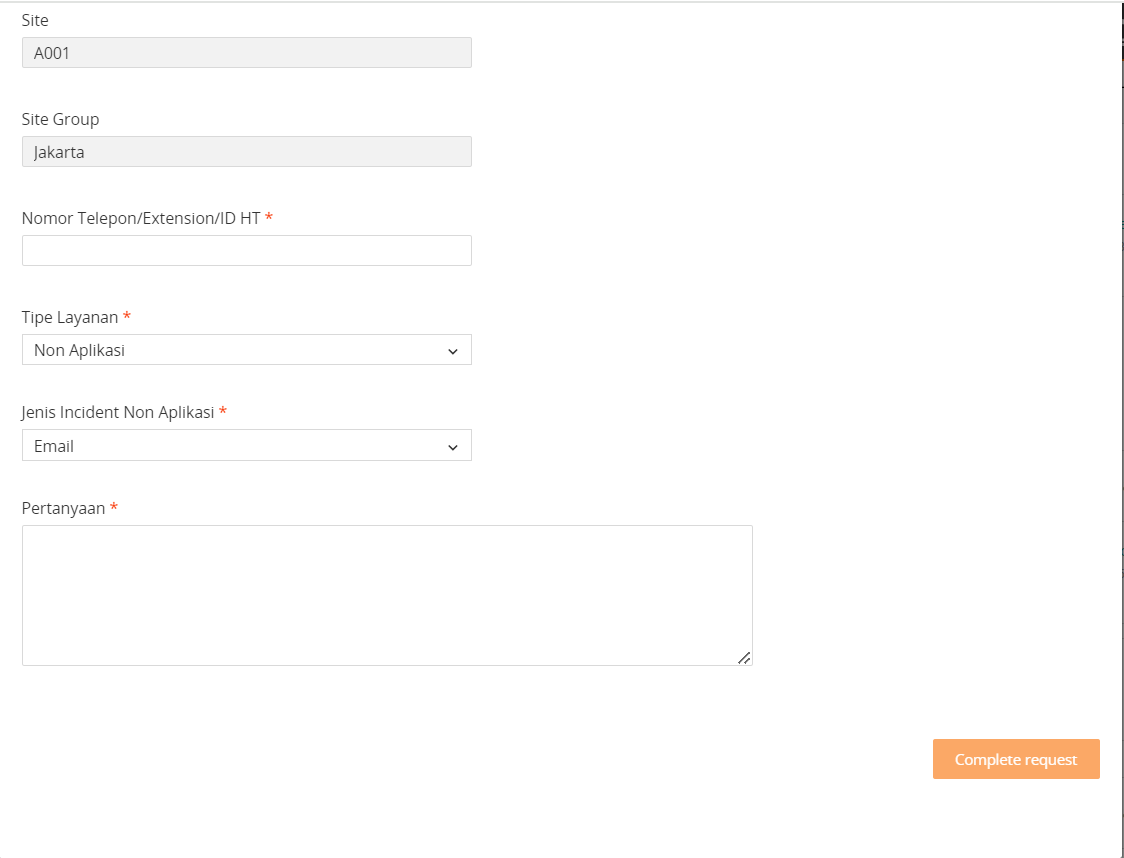 Site
A001
Site Group
Jakarta
Nomor Telepon/Extension/ID HT *
Tipe Layanan *
Non Aplikasi
Jenis Incident Non Aplikasi *
Email
Pertanyaan *
Complete request